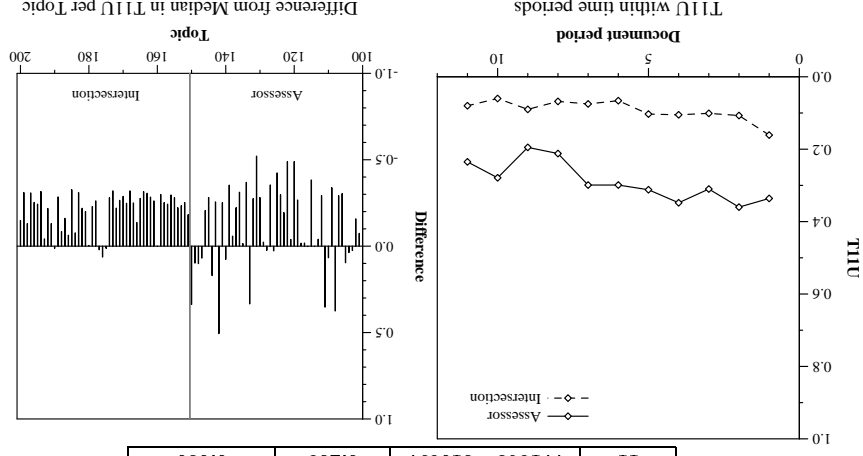 Assessor
Intersection
T11U
1.0
0.8
0.6
0.4
0.2
0.0
0 5 10
Document period
T11U within time periods
Difference
1.0
0.5
0.0
-0.5
-1.0
Assessor Intersection
100 120 140 160 180 200
Topic
Difference from Median in T11U per Topic